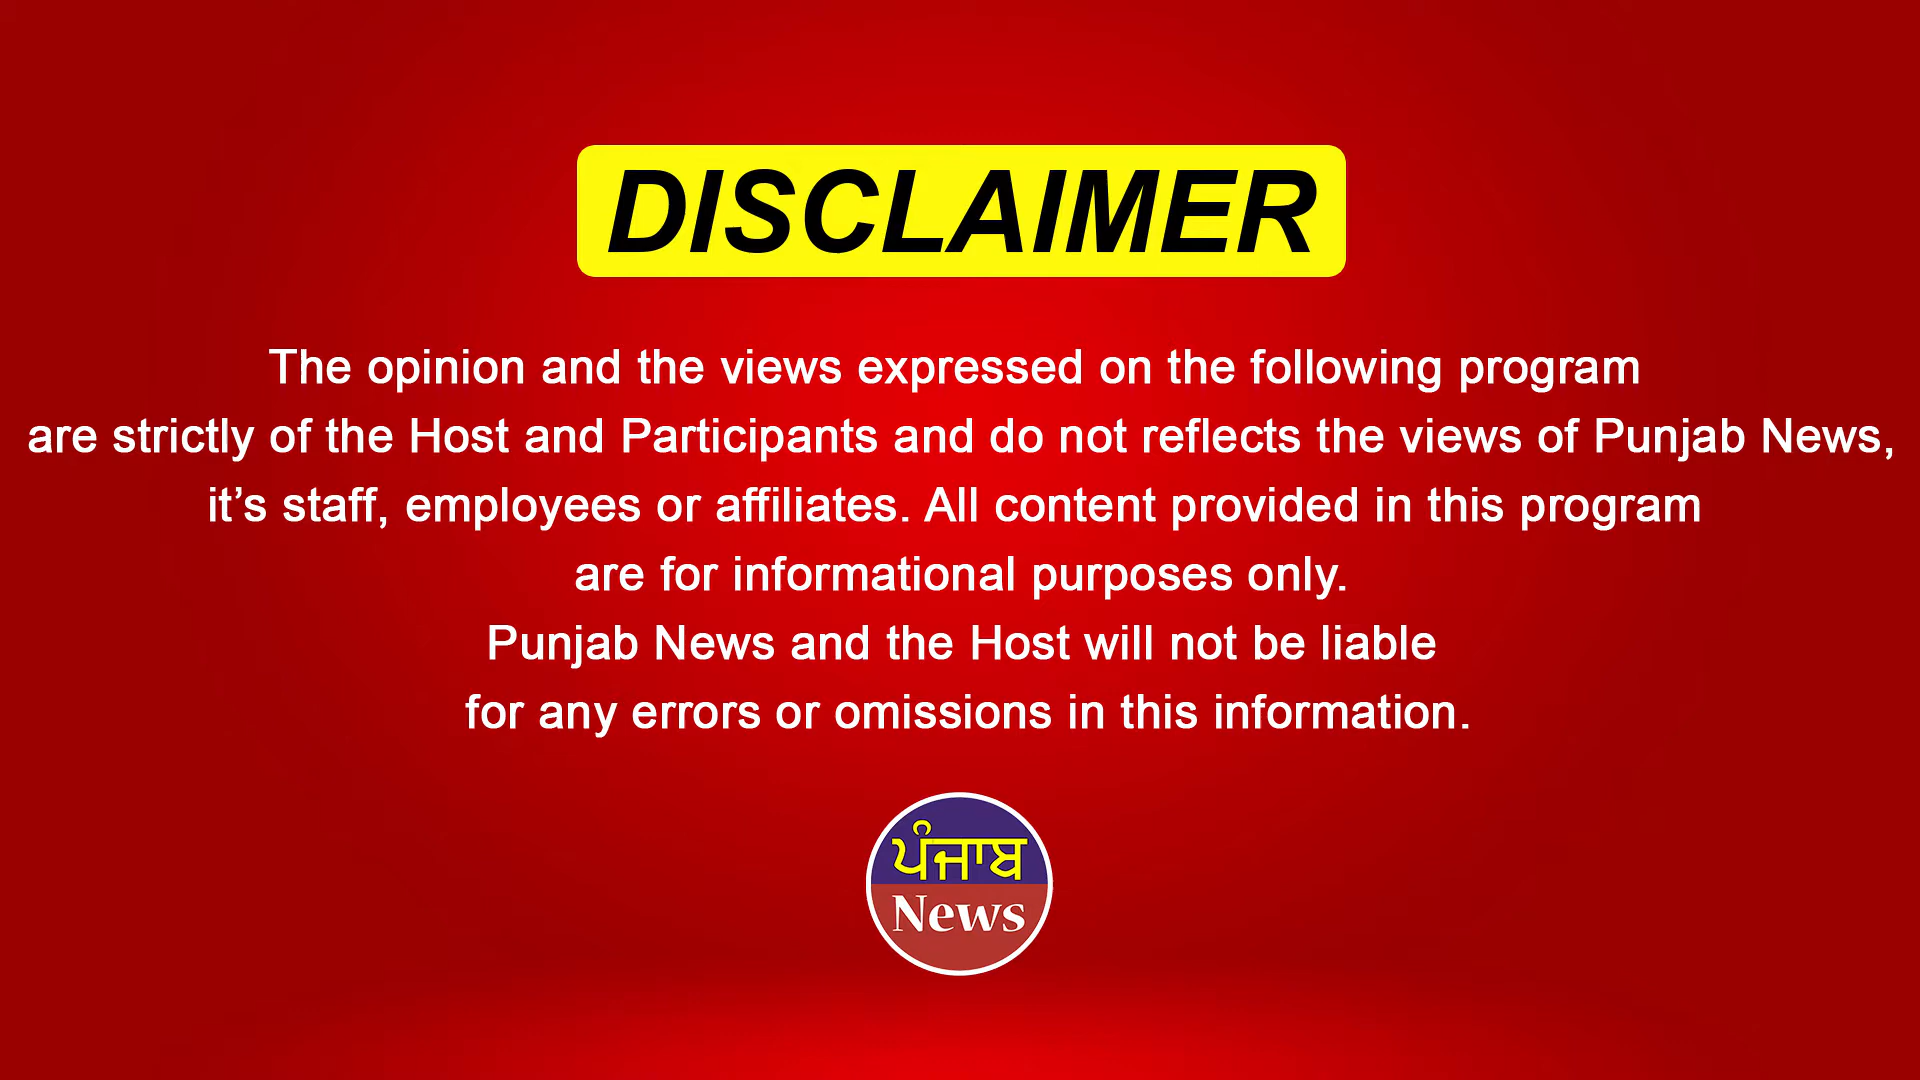 DISCLAIMER
The opinion and the views expressed on the following program
are strictly of the Host and Participants and do not reflects the views of Punjab News,
it’s staff, employees or affiliates. All content provided in this program
are for informational purposes only.
Punjab News and the Host will not be liable
for any errors or omissions in this information.
ਪੰਜਾਬ
News